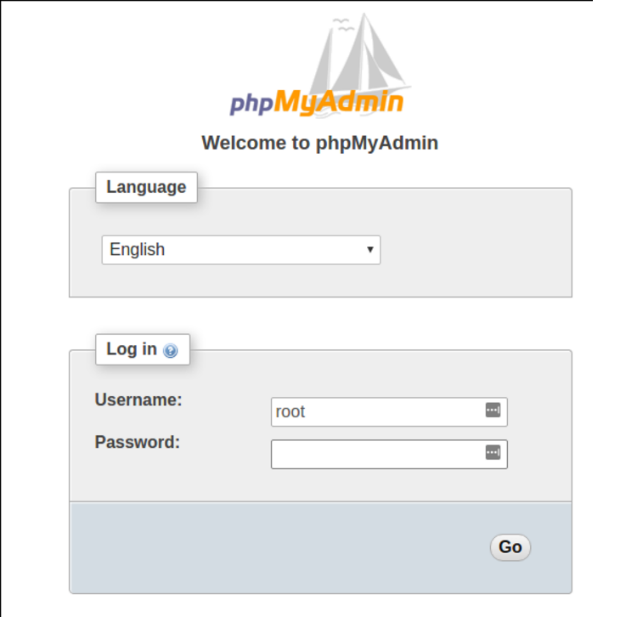 phpMyAdmin
Welcome to phpMyAdmin
Language
English
Log in
Username:
root
Password:
Go